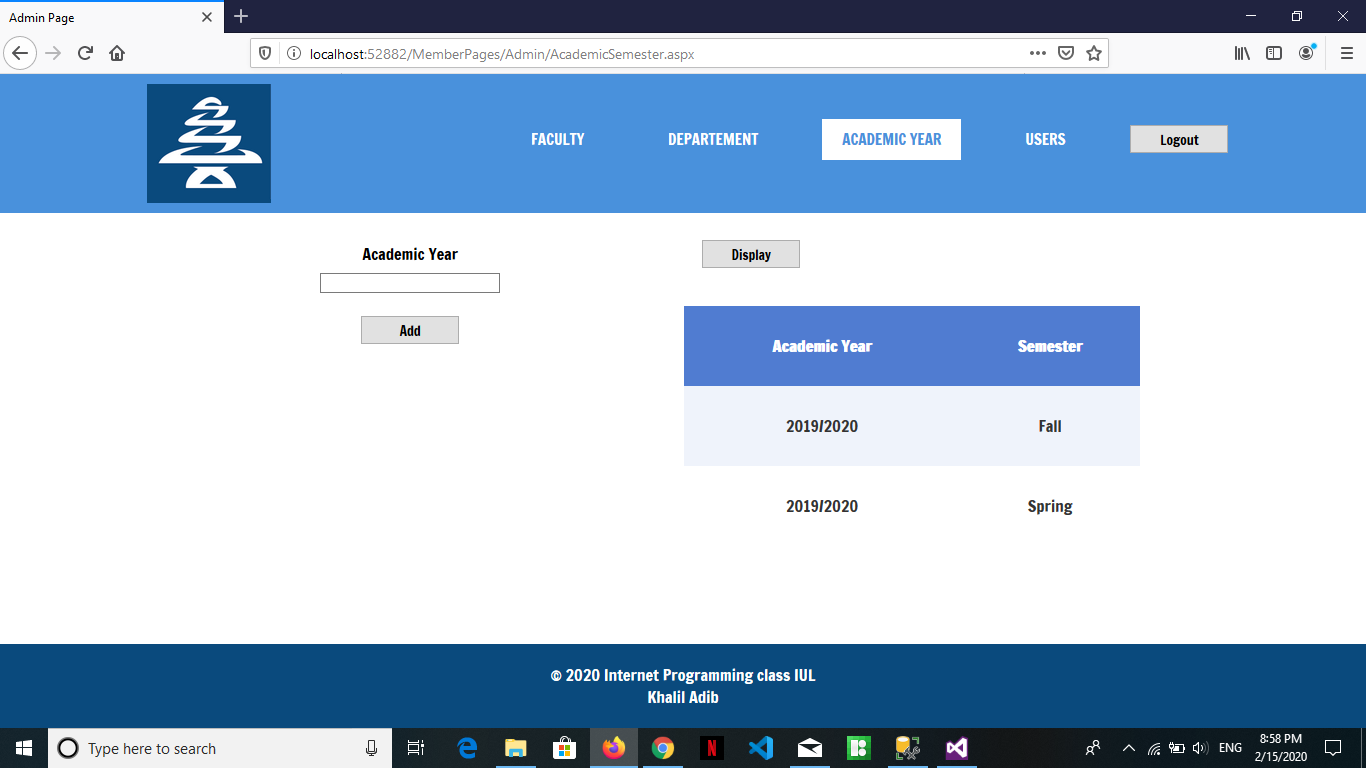 Admin Page
localhost:52882/MemberPages/Admin/AcademicSemester.aspx
FACULTY DEPARTEMENT ACADEMIC YEAR USERS Logout
Academic Year
Add
Display
Academic Year Semester
2019/2020 Fall
2019/2020 Spring
© 2020 Internet Programming class IUL
Khalil Adib
Type here to search
N
ENG
8:58 PM
2/15/2020